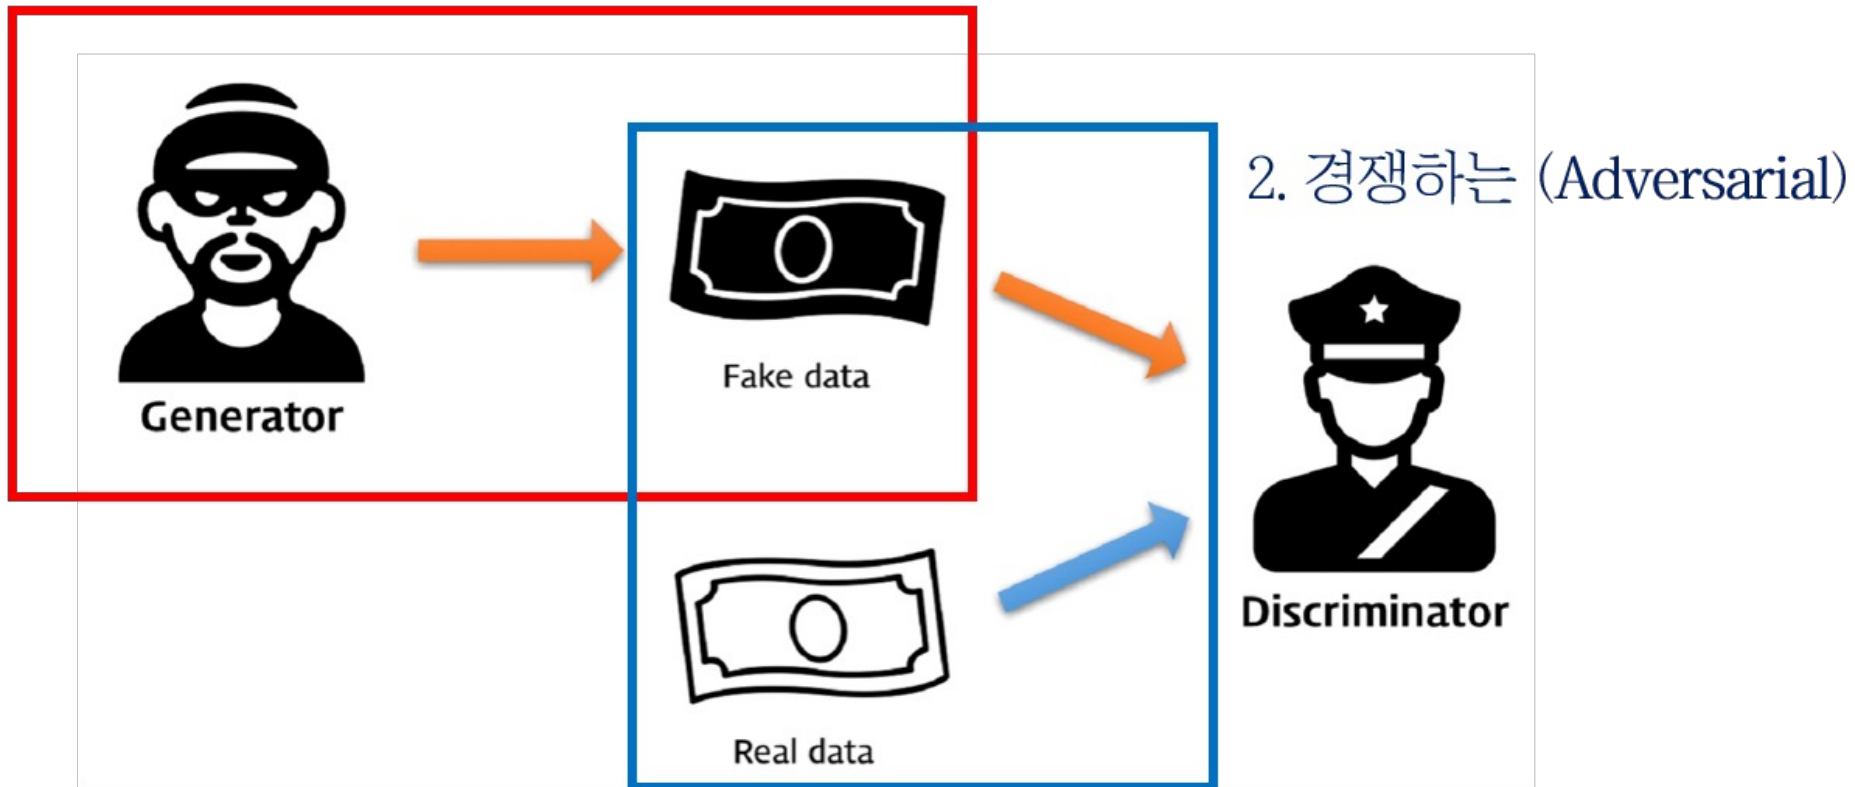 2. 경쟁하는 (Adversarial)
Fake data
Generator
Discriminator
Real data